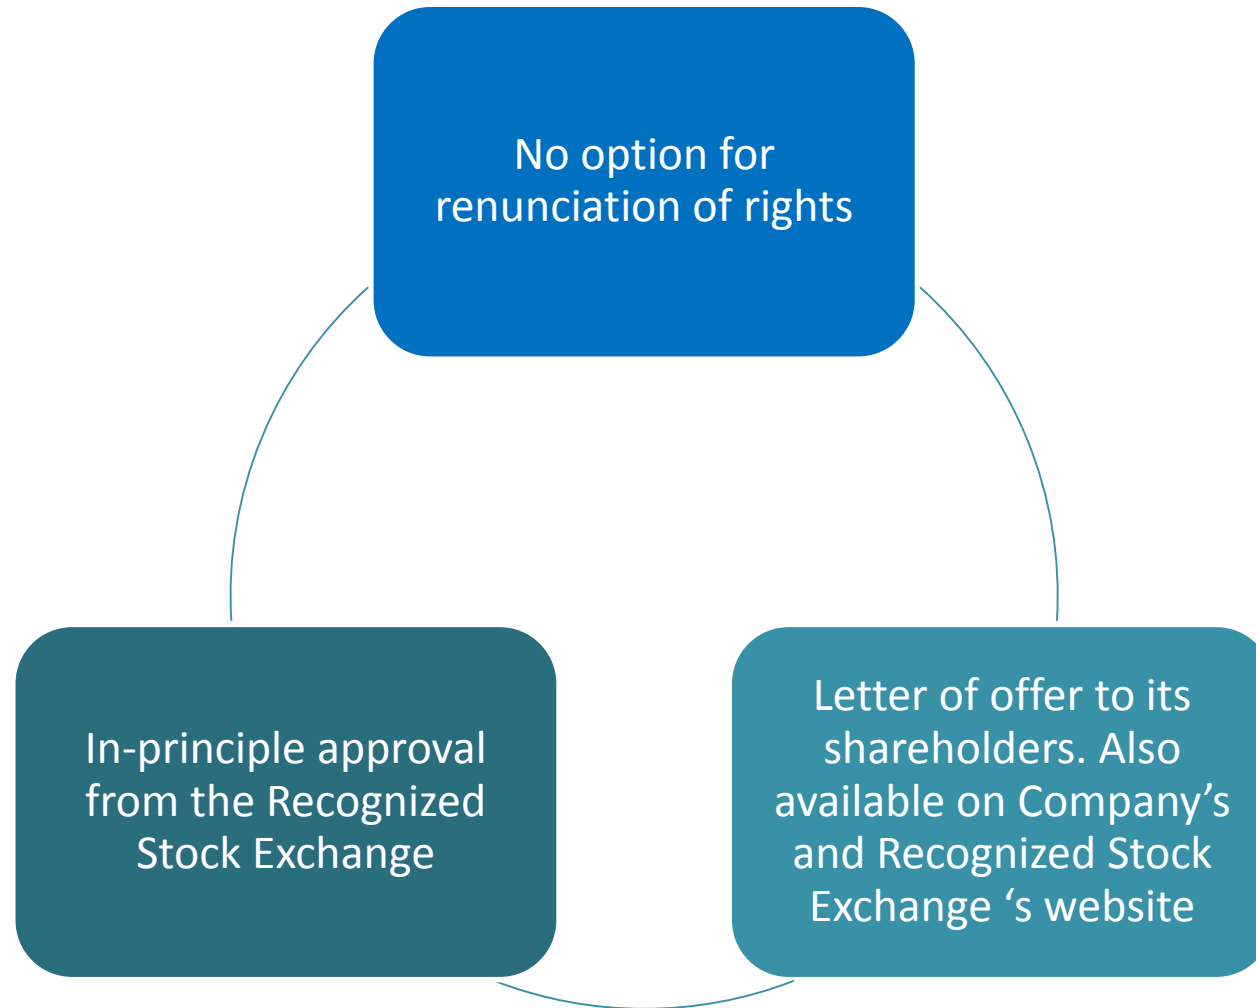 No option for
renunciation of rights
In-principle approval
from the Recognized
Stock Exchange
Letter of offer to its
shareholders. Also
available on Company’s
and Recognized Stock
Exchange ‘s website